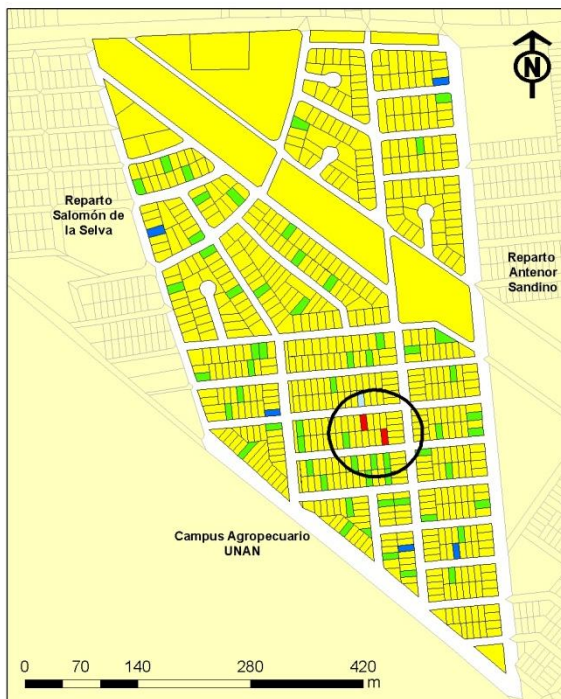 N
Reparto
Salomón de
la Selva
Reparto
Antenor
Sandino
Campus Agropecuario
UNAN
0 70 140 280 420
m